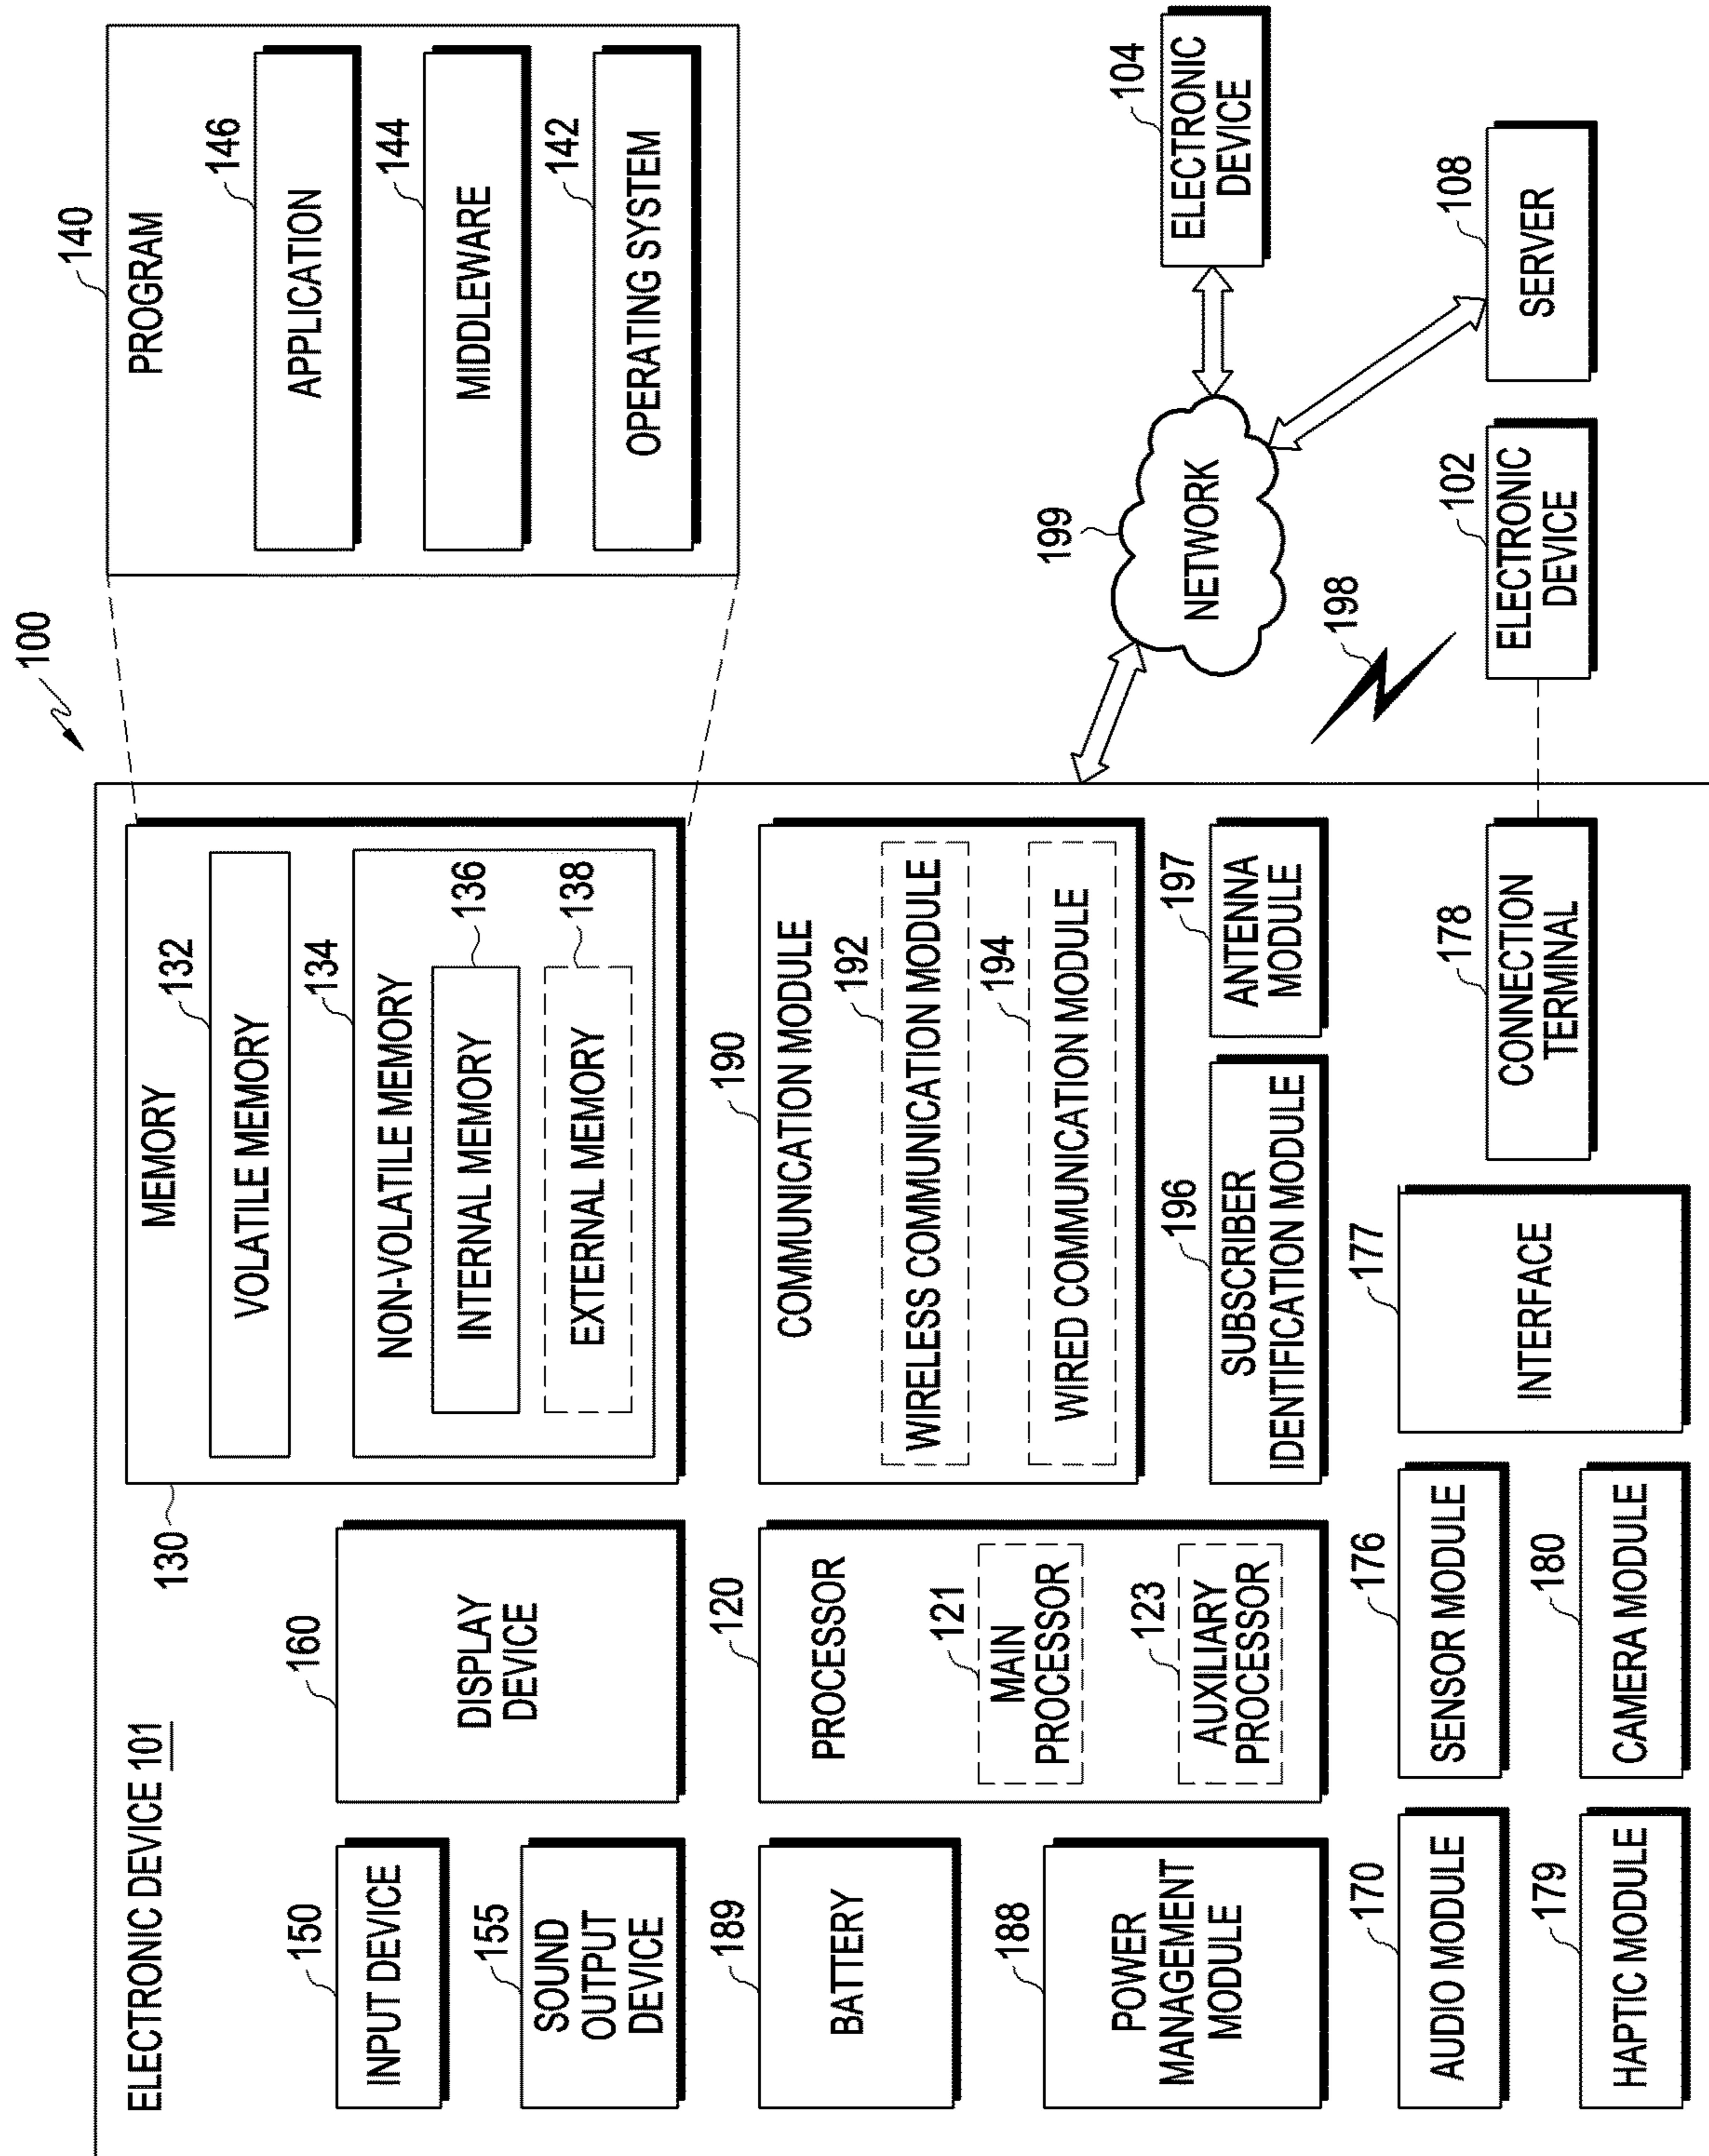 100
ELECTRONIC DEVICE 101
130
MEMORY
132
VOLATILE MEMORY
134
NON-VOLATILE MEMORY
136
INTERNAL MEMORY
138
EXTERNAL MEMORY
140
PROGRAM
146
APPLICATION
144
MIDDLEWARE
142
OPERATING SYSTEM
150
INPUT DEVICE
155
SOUND
OUTPUT
DEVICE
160
DISPLAY
DEVICE
189
BATTERY
188
POWER
MANAGEMENT
MODULE
120
PROCESSOR
121
MAIN
PROCESSOR
123
AUXILIARY
PROCESSOR
190
COMMUNICATION MODULE
192
WIRELESS COMMUNICATION MODULE
194
WIRED COMMUNICATION MODULE
196
SUBSCRIBER
IDENTIFICATION MODULE
197
ANTENNA
MODULE
170
AUDIO MODULE
176
SENSOR MODULE
177
INTERFACE
178
CONNECTION
TERMINAL
179
HAPTIC MODULE
180
CAMERA MODULE
199
NETWORK
198
104
ELECTRONIC
DEVICE
102
ELECTRONIC
DEVICE
108
SERVER